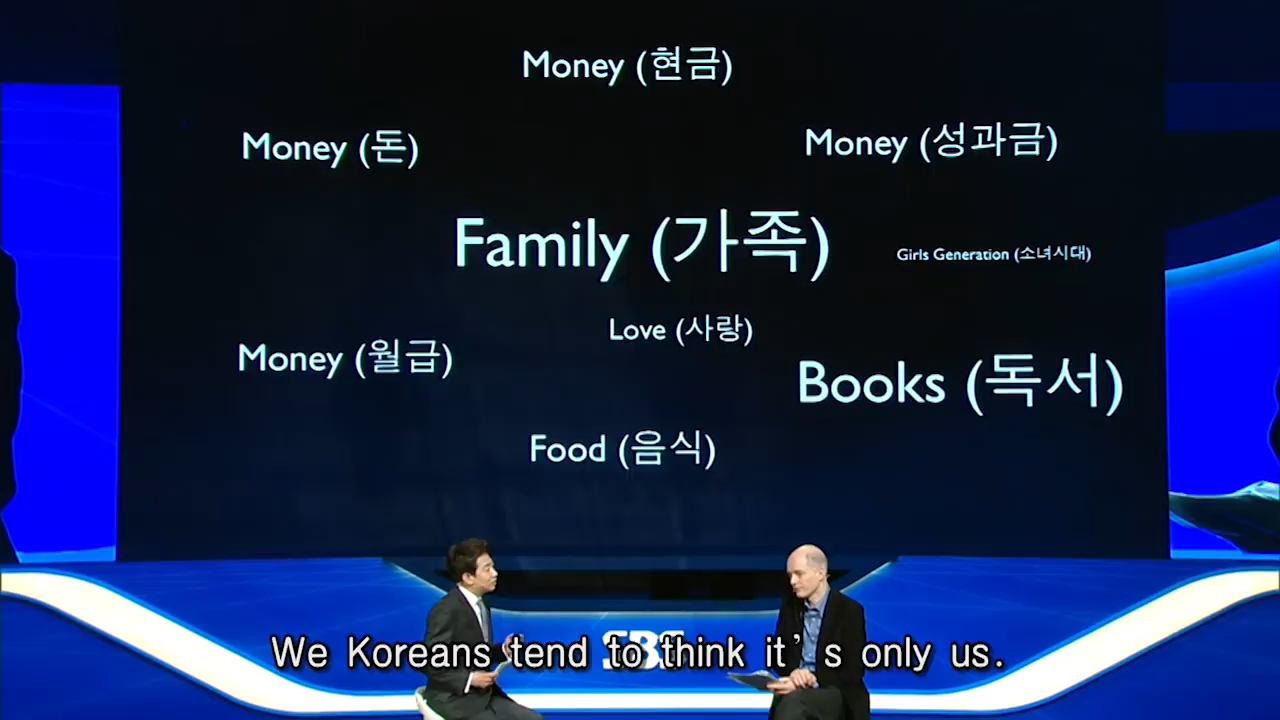 Money (현금)
Money (돈)
Money (성과금)
Family (가족)
Girls Generation (소녀시대)
Love (사랑)
Money (월급)
Books (독서)
Food (음식)
SBS
We Koreans tend to think it's only us.